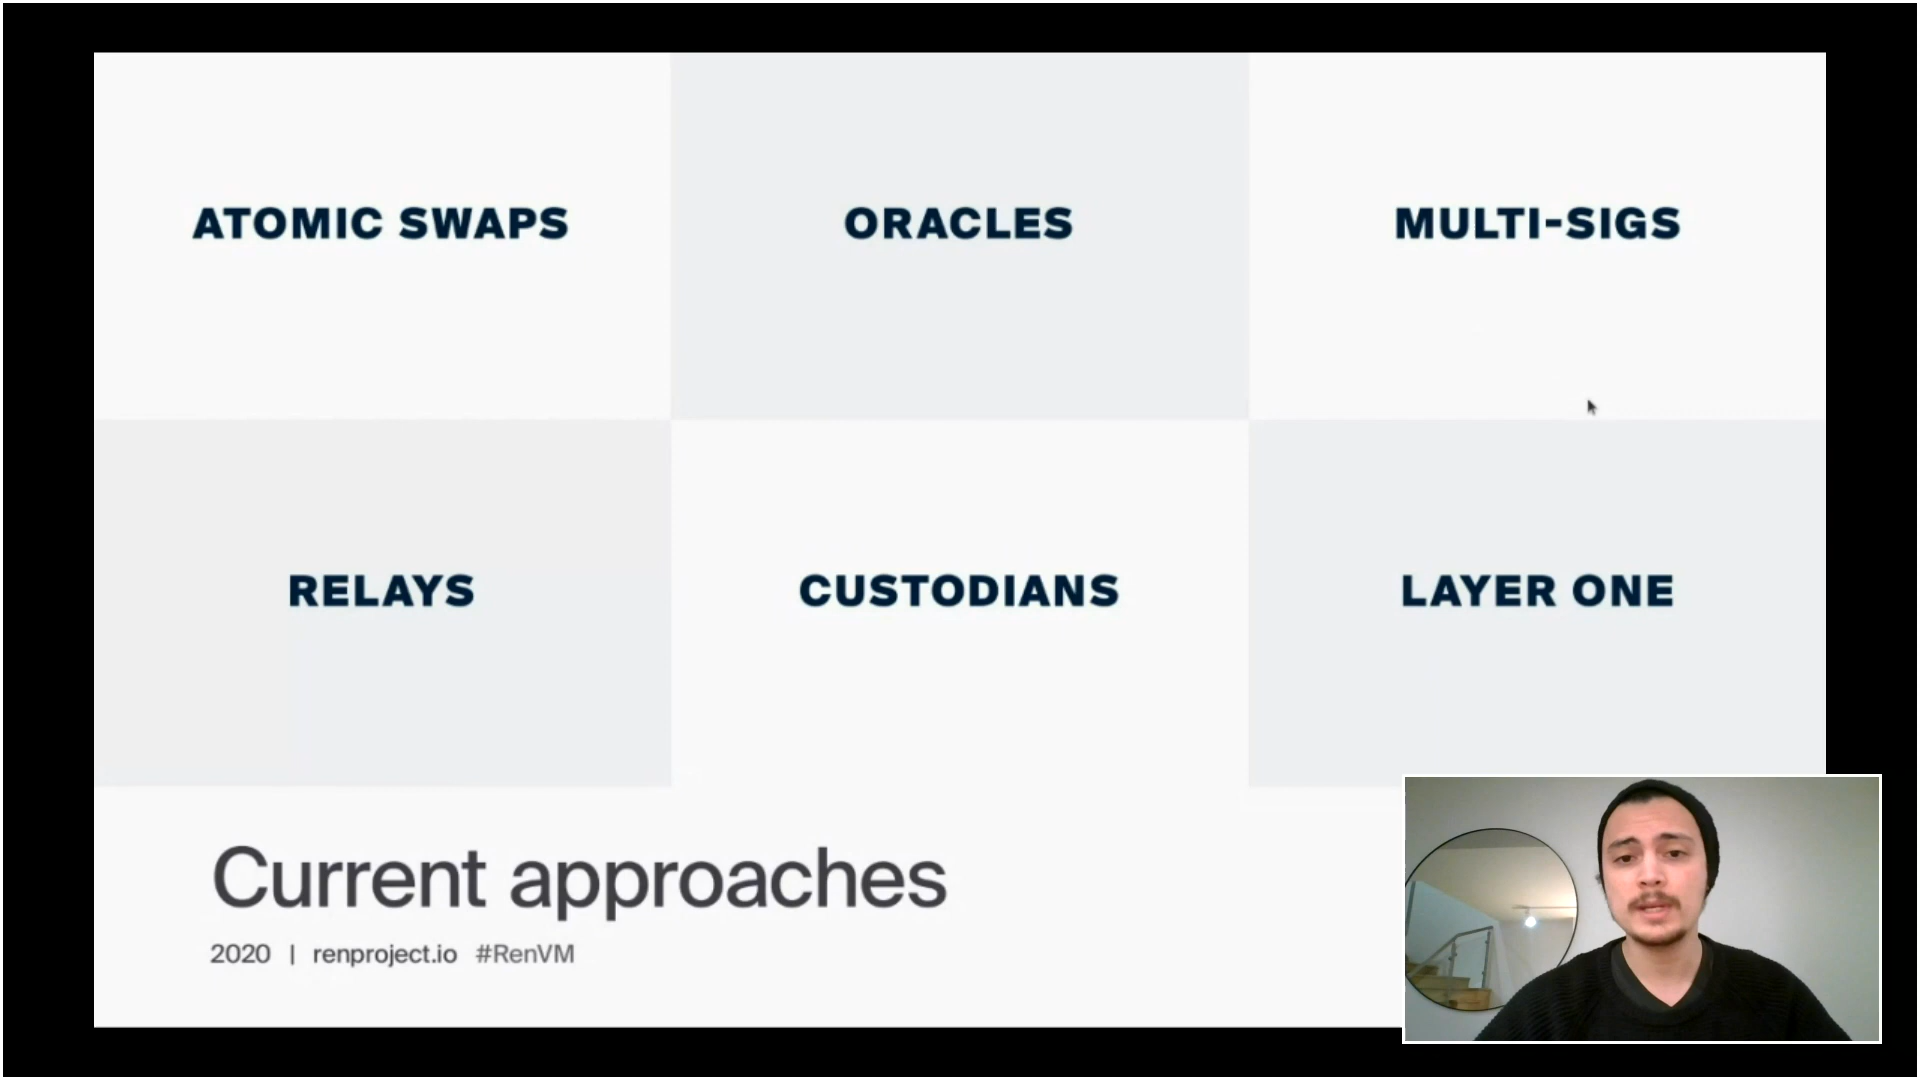 ATOMIC SWAPS
ORACLES
MULTI-SIGS
RELAYS
CUSTODIANS
LAYER ONE
Current approaches
2020 | renproject.io #RenVM